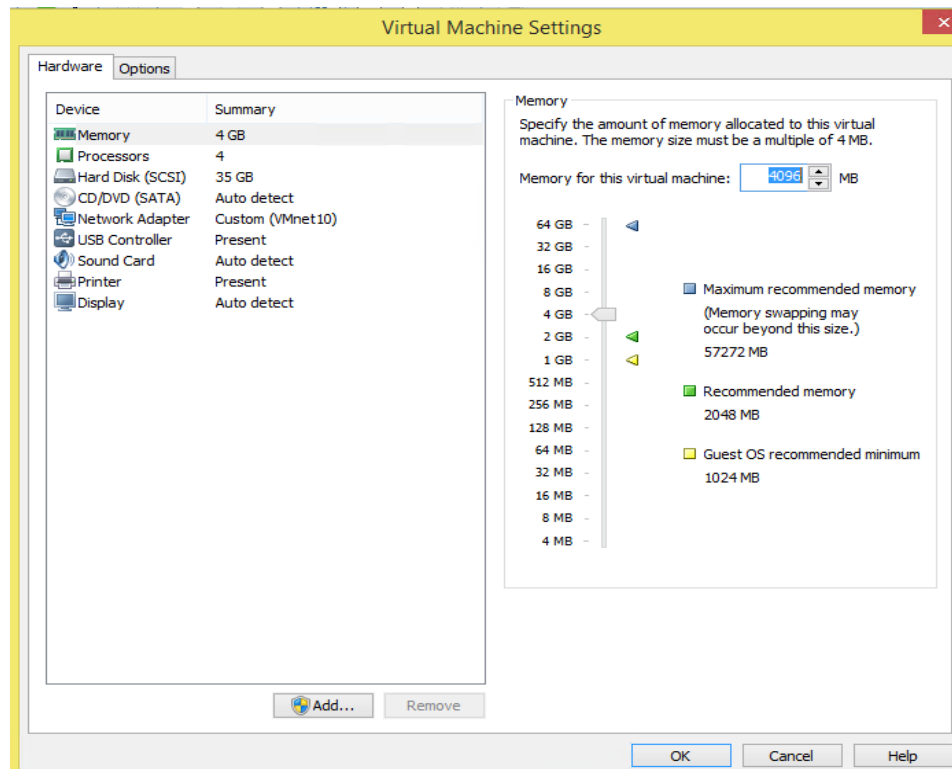 Virtual Machine Settings
Hardware
Options
Device Summary
Memory 4 GB
Processors 4
Hard Disk (SCSI) 35 GB
CD/DVD (SATA) Auto detect
Network Adapter Custom (VMnet10)
USB Controller Present
Sound Card Auto detect
Printer Present
Display Auto detect
Add...
Remove
Memory
Specify the amount of memory allocated to this virtual
machine. The memory size must be a multiple of 4 MB.
Memory for this virtual machine: 4096 MB
64 GB
32 GB
16 GB
8 GB
4 GB
2 GB
1 GB
512 MB
256 MB
128 MB
64 MB
32 MB
16 MB
8 MB
4 MB
Maximum recommended memory
(Memory swapping may
occur beyond this size.)
57272 MB
Recommended memory
2048 MB
Guest OS recommended minimum
1024 MB
OK
Cancel
Help